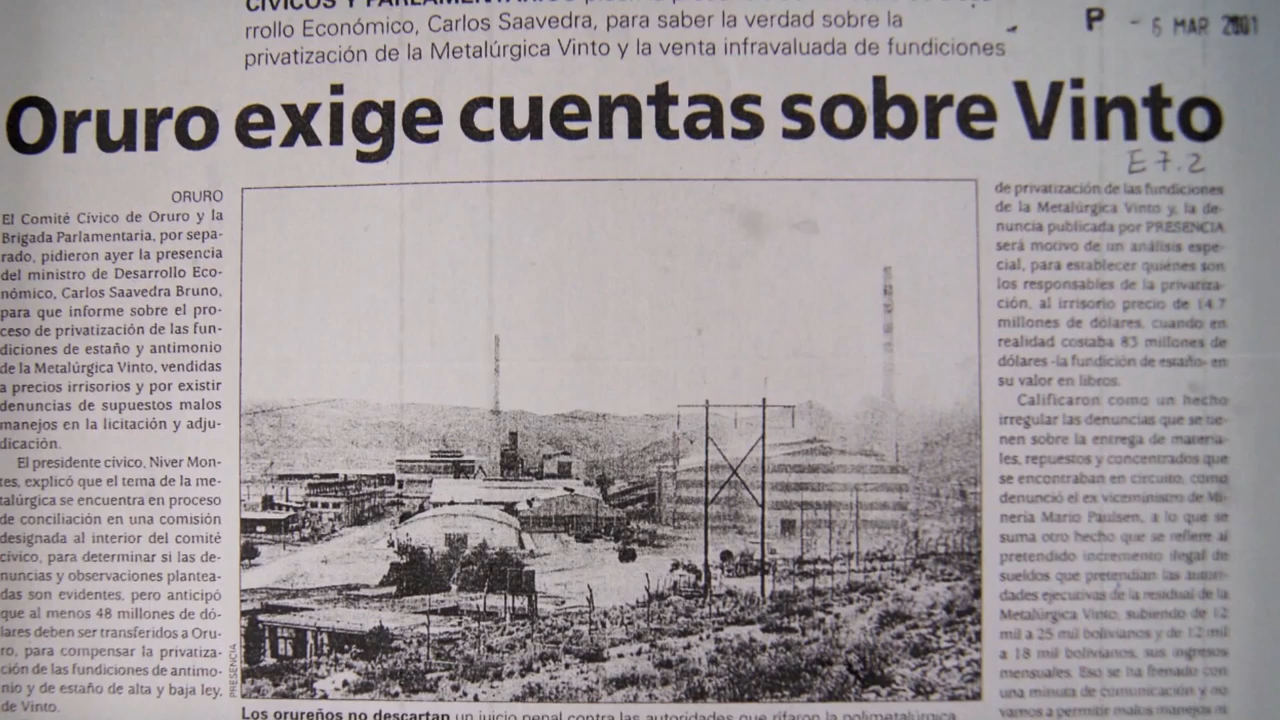 CÍVICOS Y PARLAMENTARIOS
rrollo Económico, Carlos Saavedra, para saber la verdad sobre la
privatización de la Metalúrgica Vinto y la venta infravaluada de fundiciones
P - 6 MAR 2001
Oruro exige cuentas sobre Vinto
E 7.2
ORURO
El Comité Cívico de Oruro y la
Brigada Parlamentaria, por sepa-
rado, pidieron ayer la presencia
del ministro de Desarrollo Eco-
nómico, Carlos Saavedra Bruno,
para que informe sobre el pro-
ceso de privatización de las fun-
diciones de estaño y antimonio
de la Metalúrgica Vinto, vendidas
a precios irrisorios y por existir
denuncias de supuestos malos
manejos en la licitación y adju-
dicación.
El presidente cívico, Niver Mon-
tes, explicó que el tema de la me-
talúrgica se encuentra en proceso
de conciliación en una comisión
designada al interior del comité
cívico, para determinar si las de-
nuncias y observaciones plantea-
das son evidentes, pero anticipó
que al menos 48 millones de dó-
lares deben ser transferidos a Oru-
ro, para compensar la privatiza-
ción de las fundiciones de antimo-
nio y de estaño de alta y baja ley,
de Vinto.
PRESENCIA
Los orureños no descartan un juicio penal contra las autoridades que rifaron la polimetalúrgica
de privatización de las fundiciones
de la Metalúrgica Vinto y, la de-
nuncia publicada por PRESENCIA
será motivo de un análisis espe-
cial, para establecer quiénes son
los responsables de la privatiza-
ción, al irrisorio precio de 14.7
millones de dólares, cuando en
realidad costaba 83 millones de
dólares -la fundición de estaño- en
su valor en libros.
Calificaron como un hecho
irregular las denuncias que se tie-
nen sobre la entrega de materia-
les, repuestos y concentrados que
se encontraban en circuito, como
denunció el ex viceministro de Mi-
nería Mario Paulsen, a lo que se
suma otro hecho que se refiere al
pretendido incremento ilegal de
sueldos que pretendían las autori-
dades ejecutivas de la residual de la
Metalúrgica Vinto, subiendo de 12
mil a 25 mil bolivianos y de 12 mil
a 18 mil bolivianos, sus ingresos
mensuales. Eso se ha frenado con
una minuta de comunicación y no
vamos a permitir malos manejos